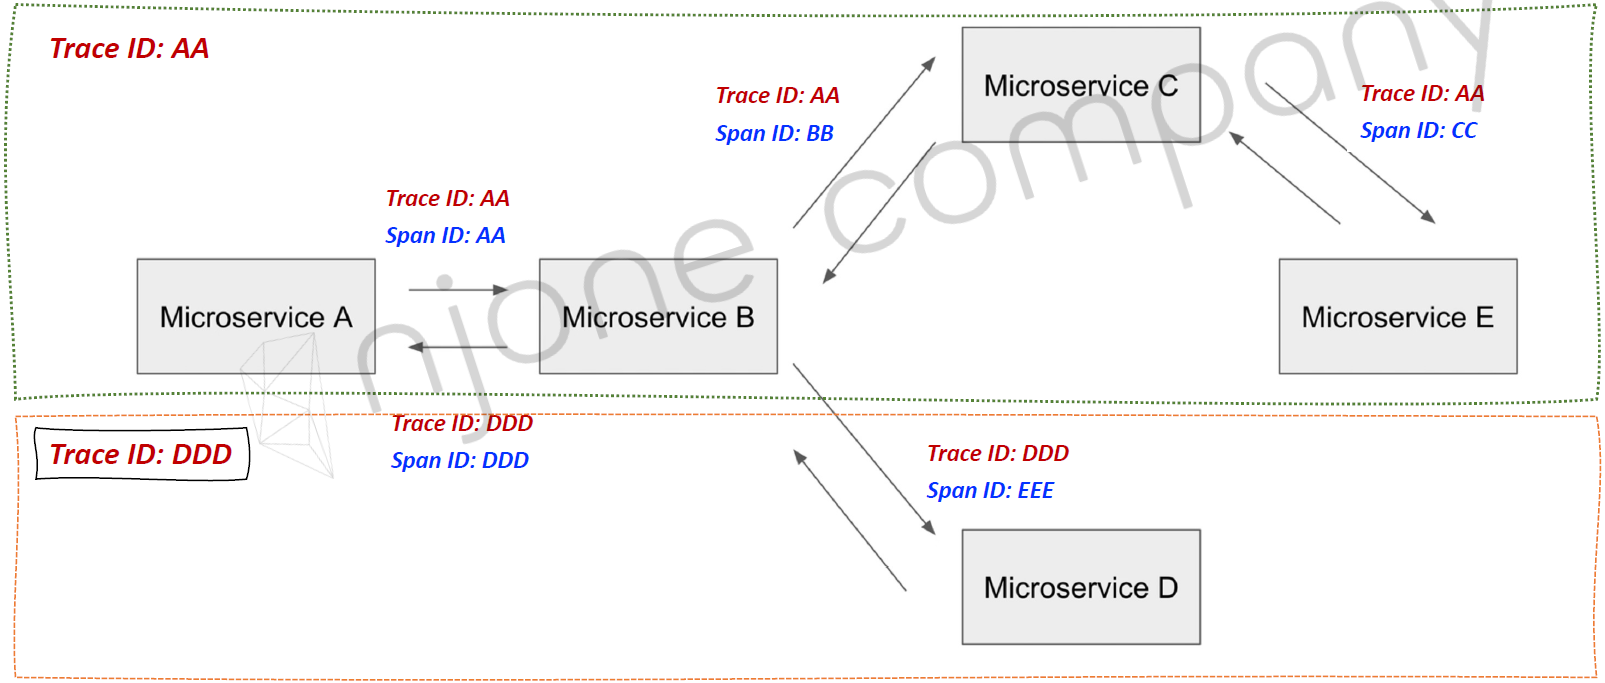 Trace ID: AA
Trace ID: AA
Span ID: BB
Microservice C
Trace ID: AA
Span ID: CC
Trace ID: AA
Span ID: AA
Microservice A
Microservice B
Microservice E
njone company
Trace ID: DDD
Trace ID: DDD
Span ID: DDD
Trace ID: DDD
Span ID: EEE
Microservice D